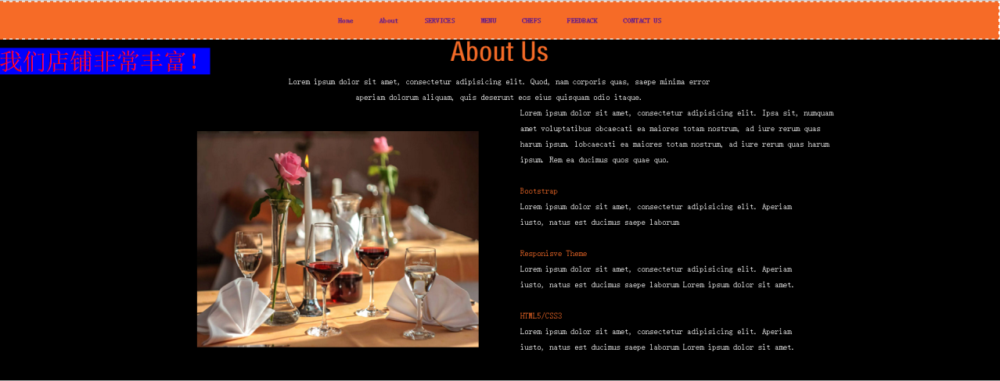 Home About SERVICES MENU CHEFS FEEDBACK CONTACT US
About Us
我们店铺非常丰富！
Lorem ipsum dolor sit amet, consectetur adipisicing elit. Quod, nam corporis quas, saepe minima error
aperiam dolorum aliquam, quis deserunt eos eius quisquam odio itaque.
Lorem ipsum dolor sit amet, consectetur adipisicing elit. Ipsa sit, numquam
amet voluptatibus obcaecati ea maiores totam nostrum, ad iure rerum quas
harum ipsum. lobcaecati ea maiores totam nostrum, ad iure rerum quas harum
ipsum. Rem ea ducimus quos quae quo.
Bootstrap
Lorem ipsum dolor sit amet, consectetur adipisicing elit. Aperiam
iusto, natus est ducimus saepe laborum
Responisve Theme
Lorem ipsum dolor sit amet, consectetur adipisicing elit. Aperiam
iusto, natus est ducimus saepe laborum Lorem ipsum dolor sit amet.
HTML5/CSS3
Lorem ipsum dolor sit amet, consectetur adipisicing elit. Aperiam
iusto, natus est ducimus saepe laborum Lorem ipsum dolor sit amet.